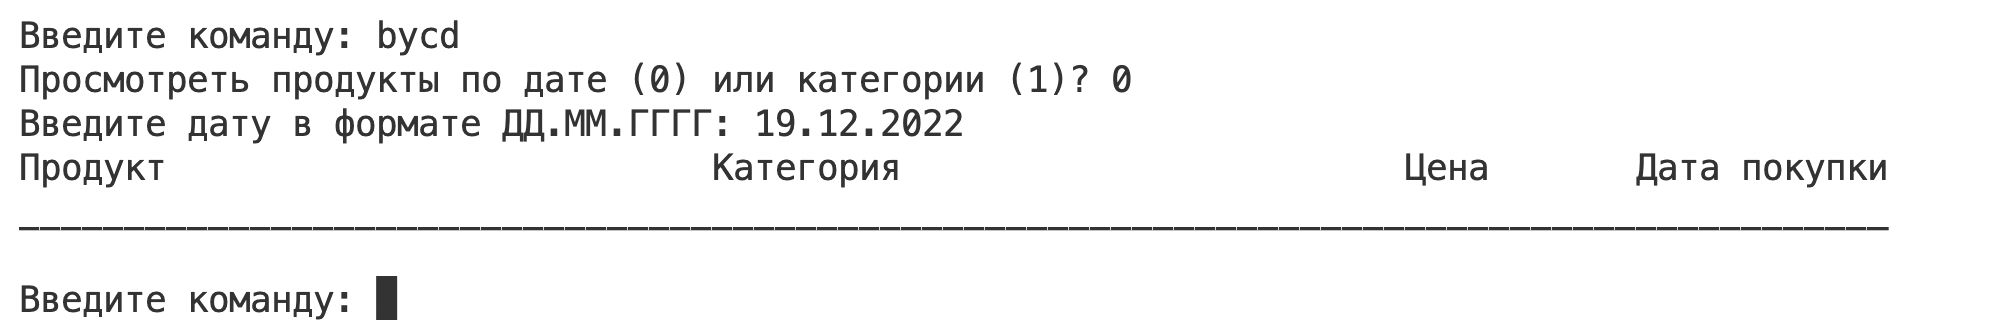 Введите команду: bycd
Просмотреть продукты по дате (0) или категории (1)? 0
Введите дату в формате ДД.ММ.ГГГГ: 19.12.2022
Продукт Категория Цена Дата покупки
_________________________________________________________________________________________
Введите команду: